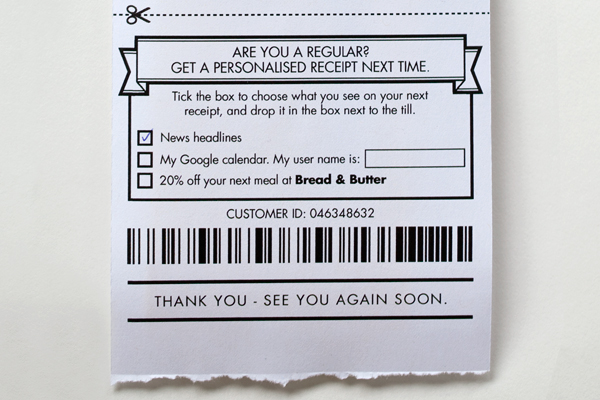 ARE YOU A REGULAR?
GET A PERSONALISED RECEIPT NEXT TIME.
Tick the box to choose what you see on your next
receipt, and drop it in the box next to the till.
News headlines
My Google calendar. My user name is:
20% off your next meal at Bread & Butter
CUSTOMER ID: 046348632
THANK YOU - SEE YOU AGAIN SOON.